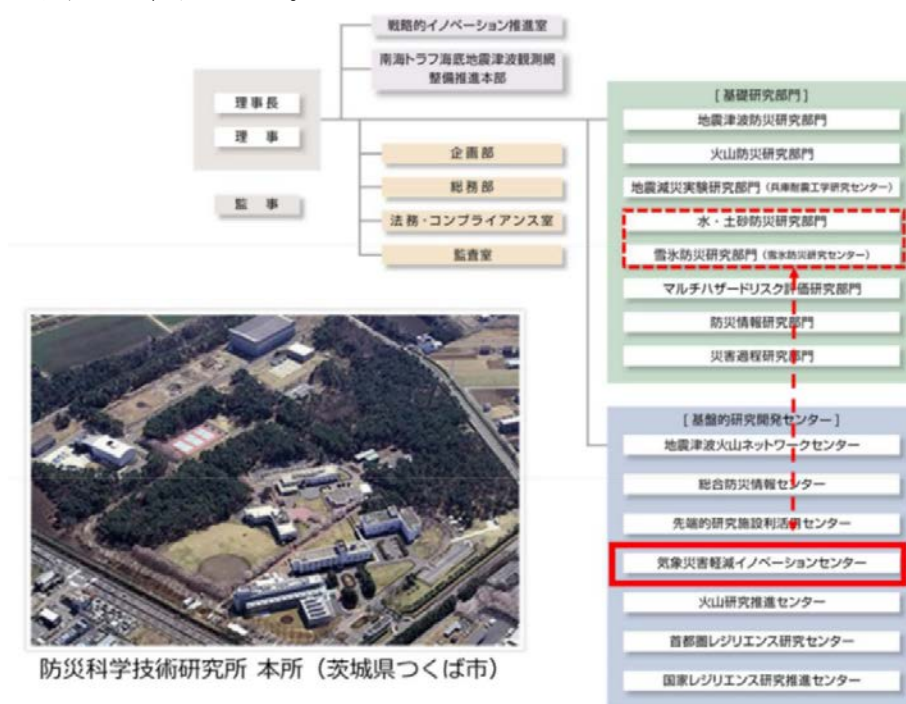 戦略的イノベーション推進室
南海トラフ海底地震津波観測網
整備推進本部
理事長
理 事
監 事
企画部
総務部
法務・コンプライアンス室
監査室
[基礎研究部門]
地震津波防災研究部門
火山防災研究部門
地震減災実験研究部門(兵庫耐震工学研究センター)
水・土砂防災研究部門
雪氷防災研究部門(雪氷防災研究センター)
マルチハザードリスク評価研究部門
防災情報研究部門
災害過程研究部門
[基盤的研究開発センター]
地震津波火山ネットワークセンター
総合防災情報センター
先端的研究施設利活用センター
気象災害軽減イノベーションセンター
火山研究推進センター
首都圏レジリエンス研究センター
国家レジリエンス研究推進センター
防災科学技術研究所 本所(茨城県つくば市)